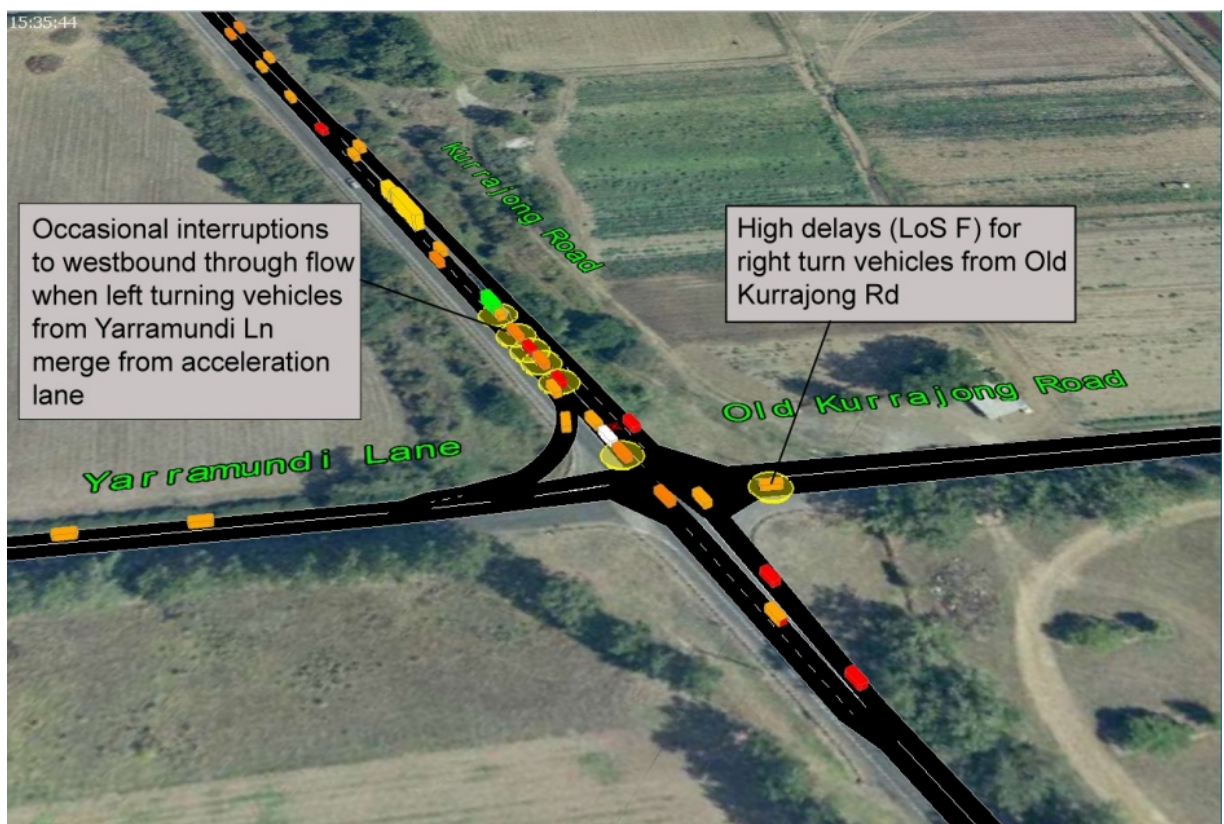 15:35:44
Kurrajong Road
Occasional interruptions
to westbound through flow
when left turning vehicles
from Yarramundi Ln
merge from acceleration
lane
High delays (LoS F) for
right turn vehicles from Old
Kurrajong Rd
Old Kurrajong Road
Yarramundi Lane